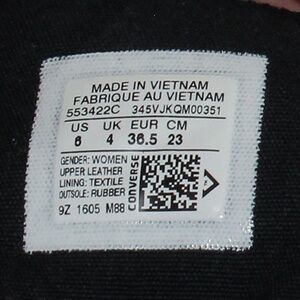 MADE IN VIETNAM
FABRIQUE AU VIETNAM
553422C 345VJKQM00351
US UK EUR CM
6 4 36.5 23
GENDER: WOMEN
UPPER LEATHER
LINING: TEXTILE
OUTSOLE: RUBBER
9Z 1605 M88
CONVERSE